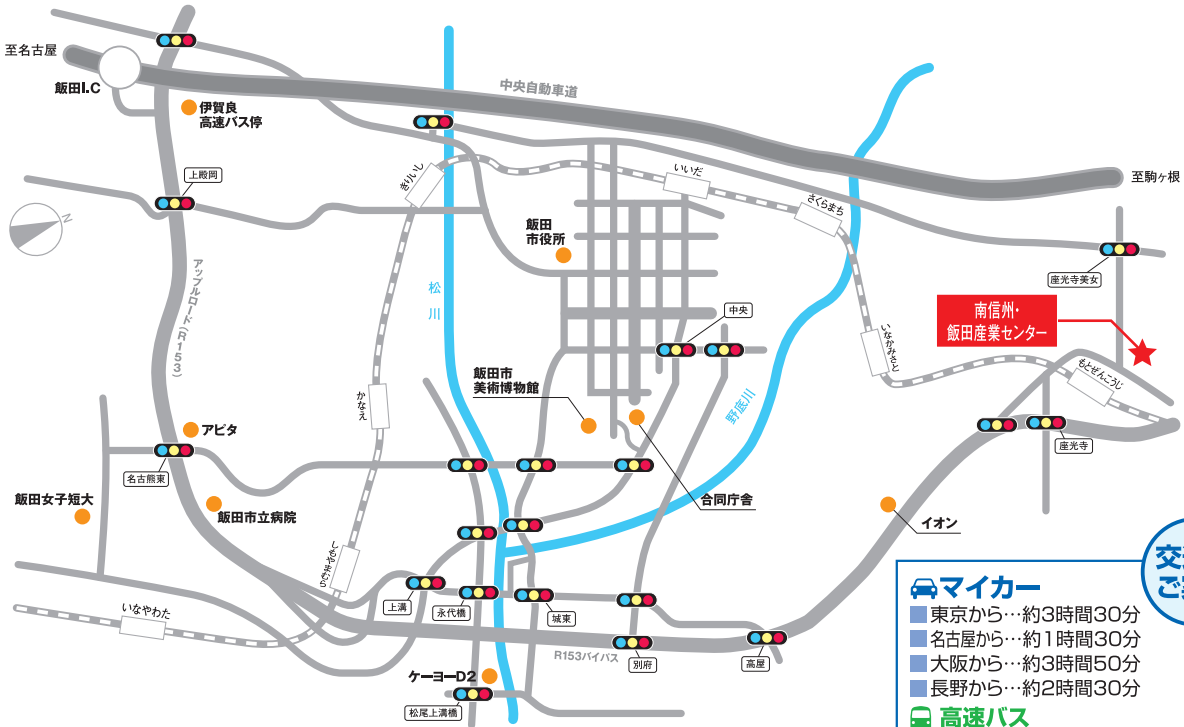 至名古屋
飯田I.C
伊賀良
高速バス停
中央自動車道
至駒ヶ根
上殿岡
N
きりいし
いいだ
さくらまち
飯田
市役所
座光寺美女
アップルロード(R153)
松川
中央
南信州・
飯田産業センター
いなかみさと
もとぜんこうじ
飯田市
美術博物館
かなえ
野底川
アピタ
名古熊東
座光寺
飯田女子短大
飯田市立病院
合同庁舎
イオン
しもやまむら
いなやわた
上溝
永代橋
城東
R153バイパス
別府
高屋
ケーヨーD2
松尾上溝橋
マイカー
東京から…約3時間30分
名古屋から…約1時間30分
大阪から…約3時間50分
長野から…約2時間30分
高速バス